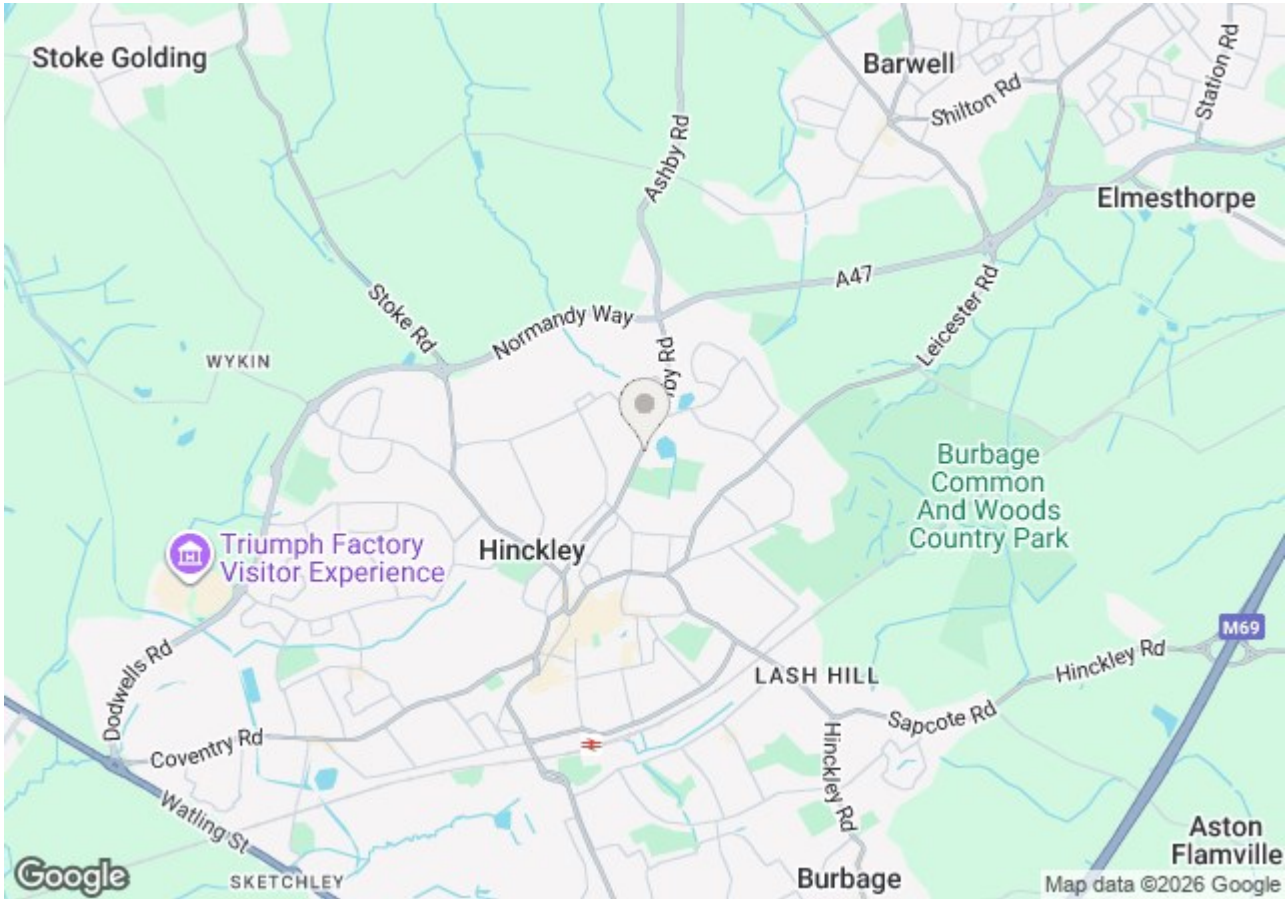 Stoke Golding
Barwell
Station Rd
Shilton Rd
Ashby Rd
Elmesthorpe
A47
Stoke Rd
Normandy Way
Leicester Rd
WYKIN
Burbage
Common
And Woods
Country Park
Triumph Factory
Visitor Experience
Hinckley
M69
Dodwells Rd
LASH HILL
Hinckley Rd
Sapcote Rd
Coventry Rd
Hinckley Rd
Watling St
Aston
Flamville
Google
SKETCHLEY
Burbage
Map data ©2026 Google